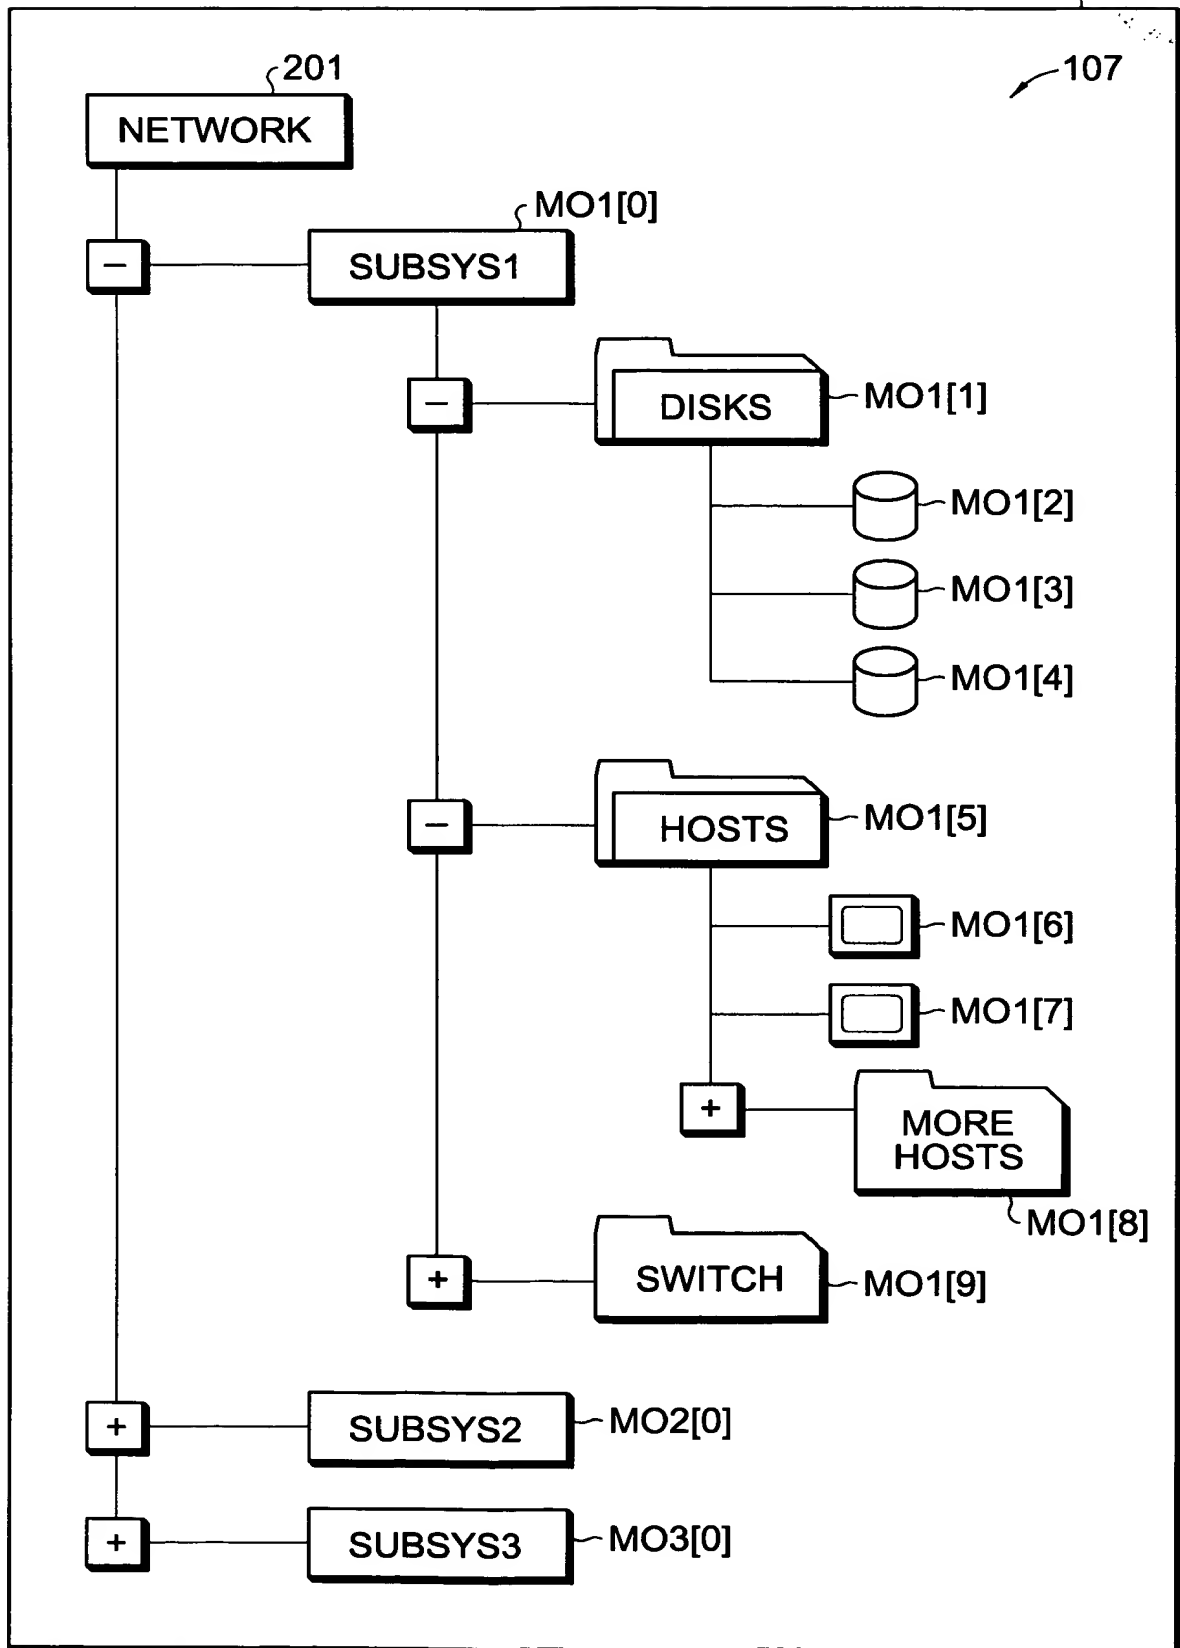 201
107
NETWORK
MO1[0]
−
SUBSYS1
−
DISKS
MO1[1]
MO1[2]
MO1[3]
MO1[4]
−
HOSTS
MO1[5]
MO1[6]
MO1[7]
+
MORE
HOSTS
MO1[8]
+
SWITCH
MO1[9]
+
SUBSYS2
MO2[0]
+
SUBSYS3
MO3[0]